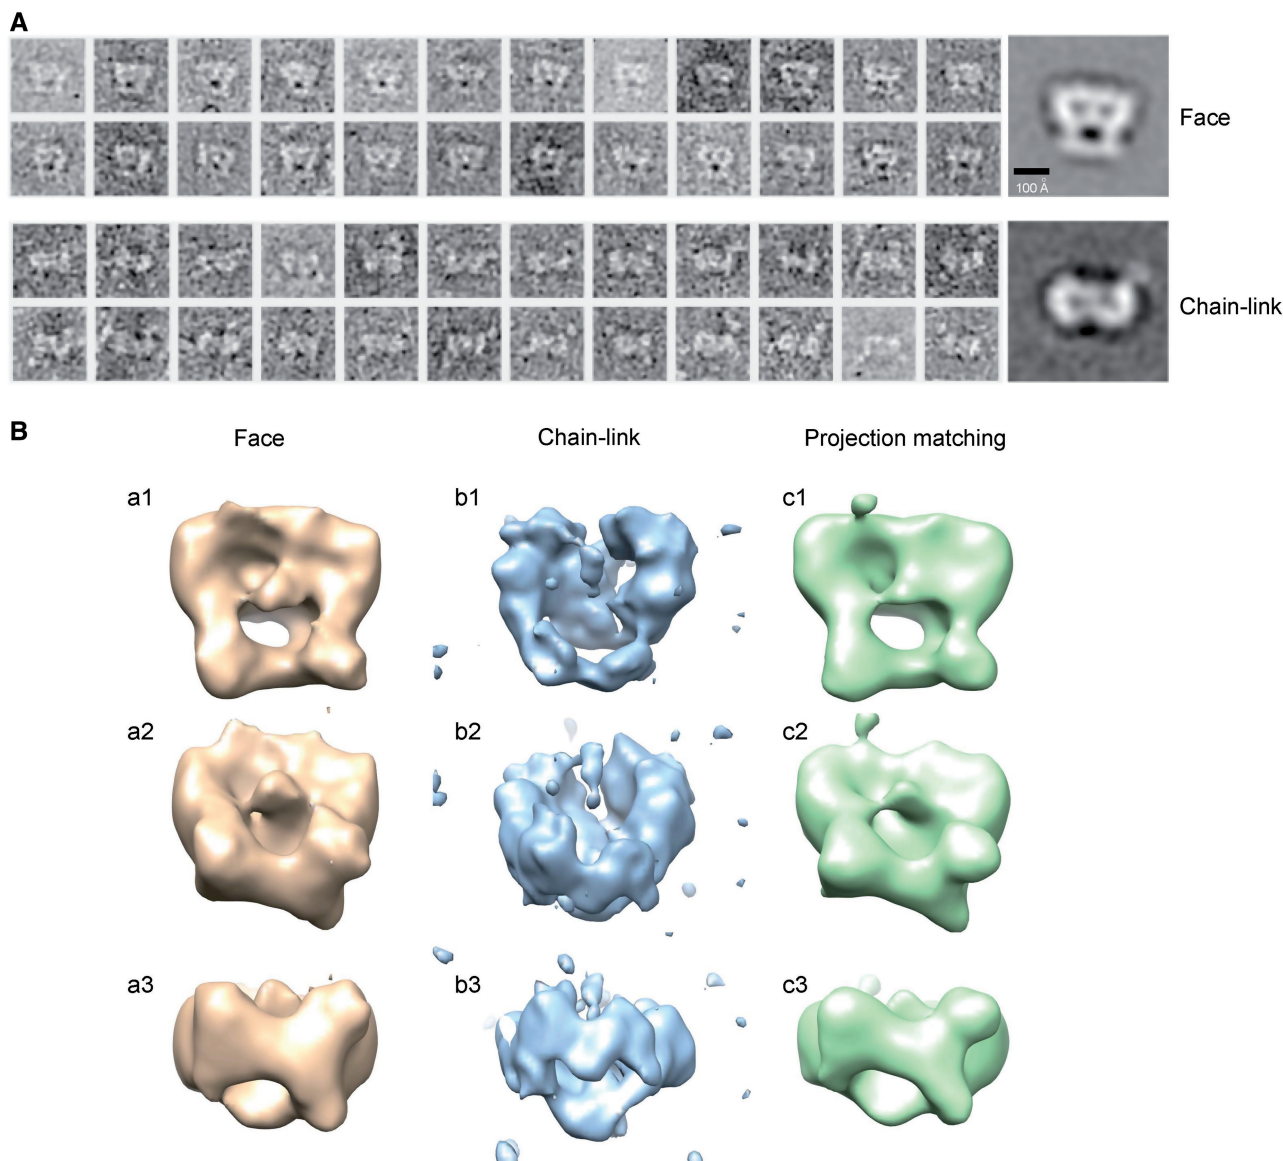 A
Face
100 Å
Chain-link
B
Face
Chain-link
Projection matching
a1
b1
c1
a2
b2
c2
a3
b3
c3